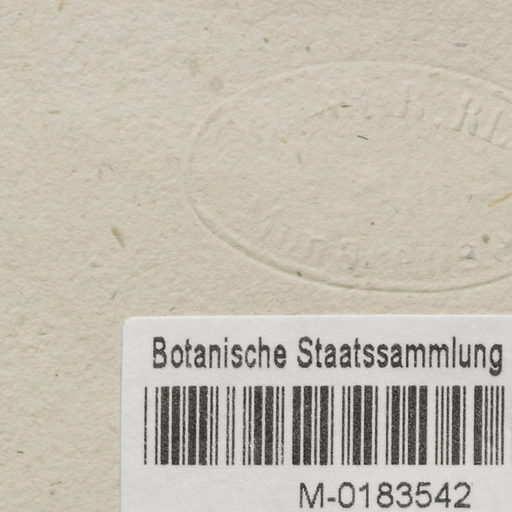 Botanische Staatssammlung
M-0183542